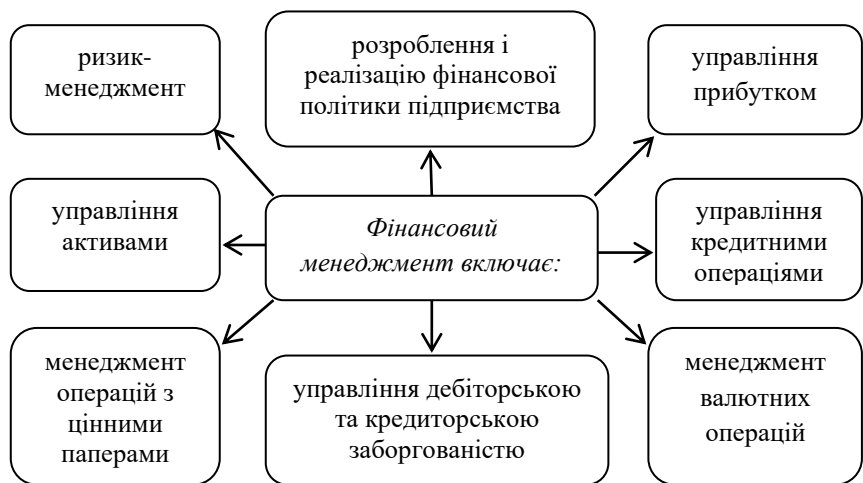 ризик-
менеджмент
розроблення і
реалізацію фінансової
політики підприємства
управління
прибутком
управління
активами
Фінансовий
менеджмент включає:
управління
кредитними
операціями
менеджмент
операцій з
цінними
паперами
управління дебіторською
та кредиторською
заборгованістю
менеджмент
валютних
операцій